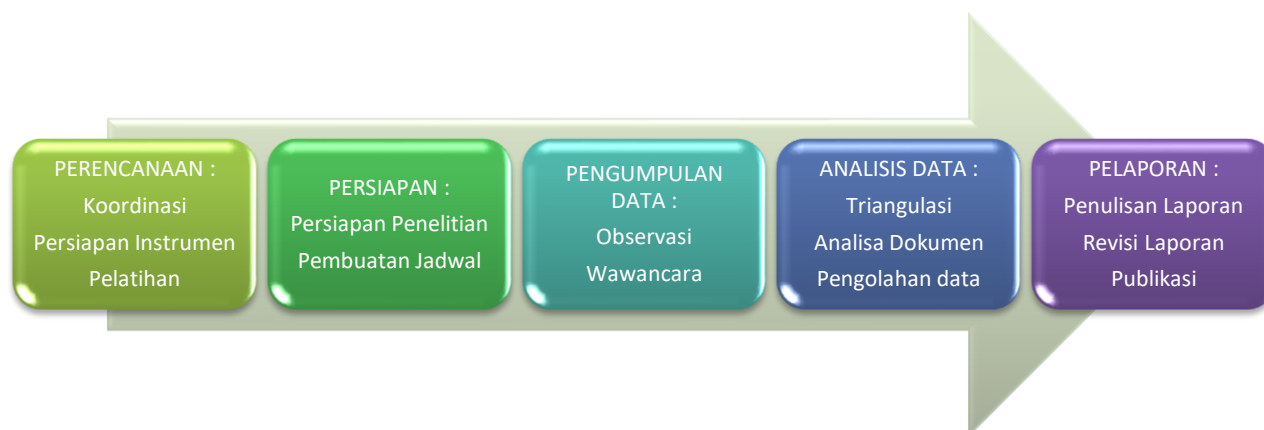 PERENCANAAN :
Koordinasi
Persiapan Instrumen
Pelatihan
PERSIAPAN :
Persiapan Penelitian
Pembuatan Jadwal
PENGUMPULAN
DATA :
Observasi
Wawancara
ANALISIS DATA :
Triangulasi
Analisa Dokumen
Pengolahan data
PELAPORAN :
Penulisan Laporan
Revisi Laporan
Publikasi